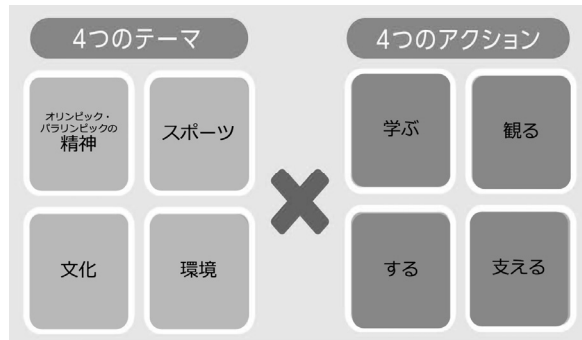 4つのテーマ
オリンピック・
パラリンピックの
精神
スポーツ
文化
環境
4つのアクション
学ぶ
観る
する
支える